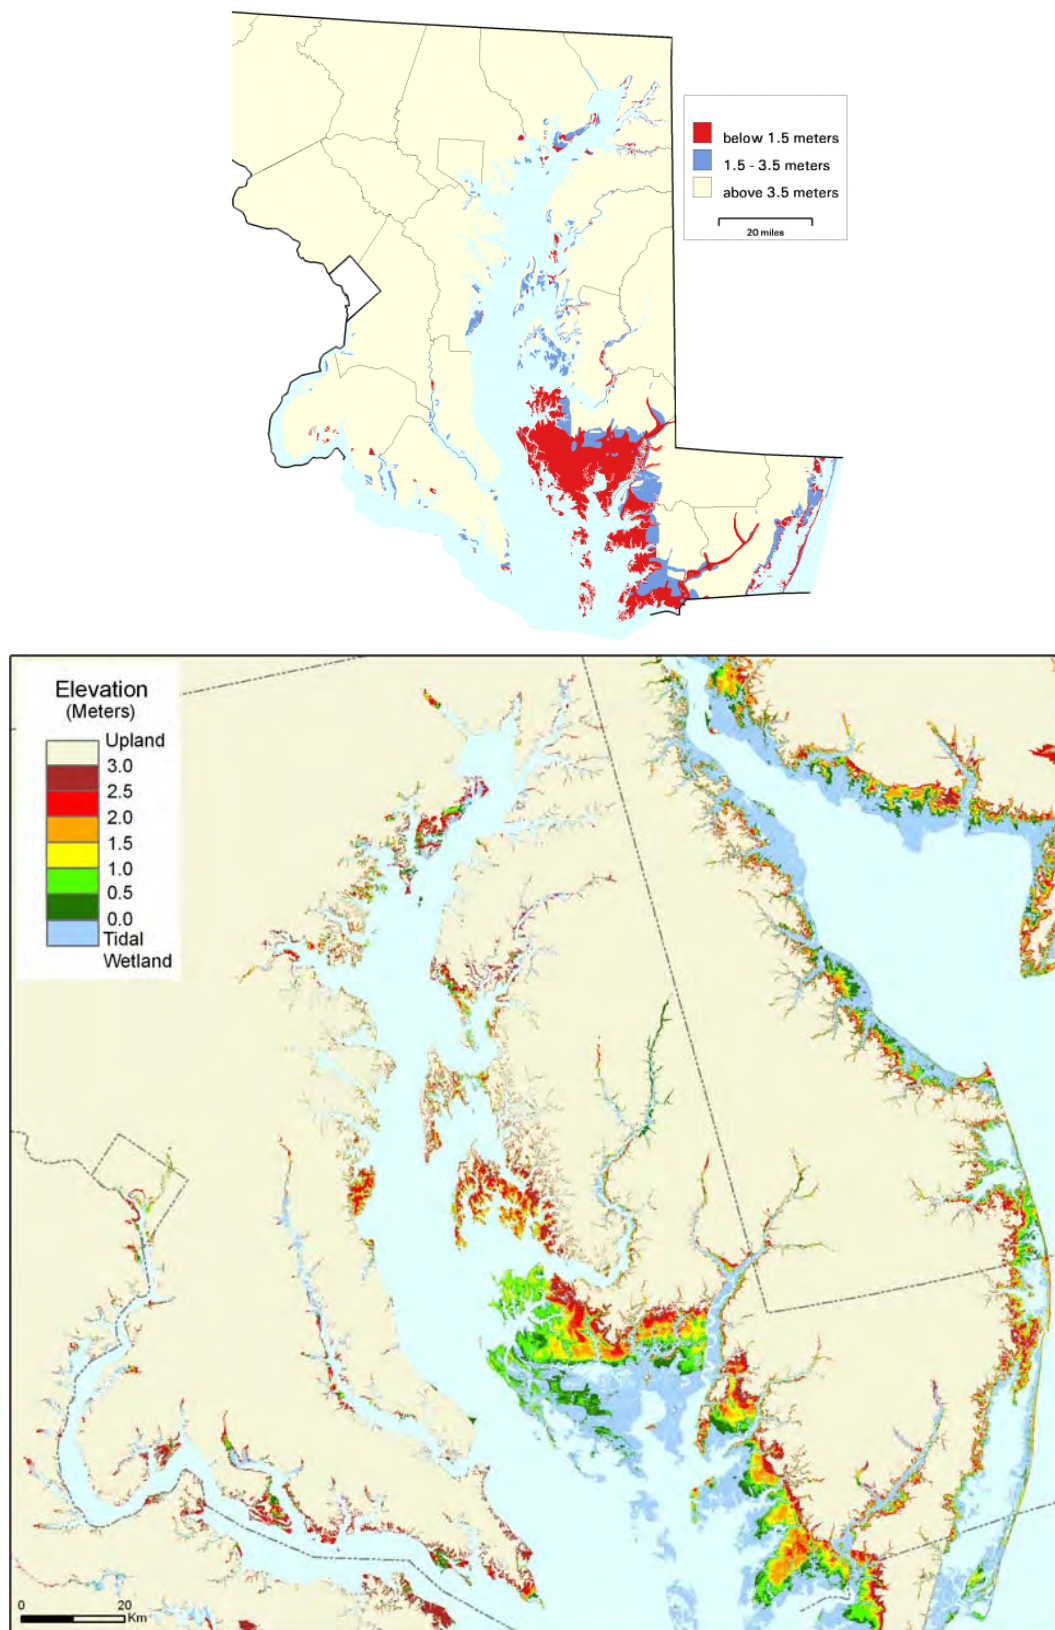 below 1.5 meters
1.5 - 3.5 meters
above 3.5 meters
20 miles
Elevation
(Meters)
Upland
3.0
2.5
2.0
1.5
1.0
0.5
0.0
Tidal
Wetland
0
20
Km